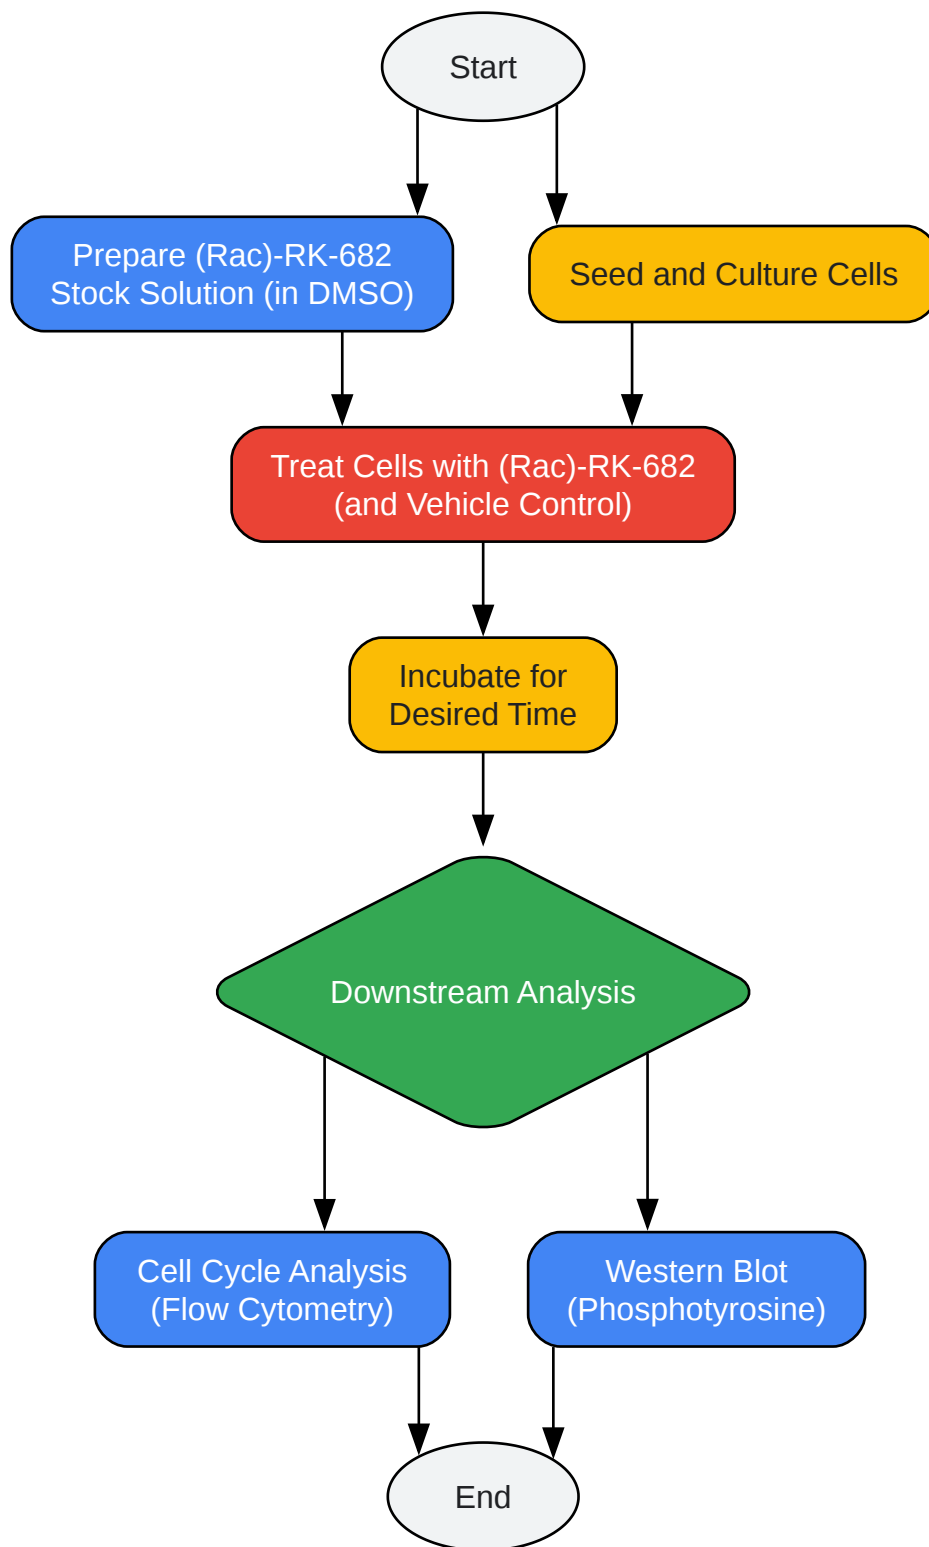 Start
Prepare (Rac)-RK-682
Stock Solution (in DMSO)
Seed and Culture Cells
Treat Cells with (Rac)-RK-682
(and Vehicle Control)
Incubate for
Desired Time
Downstream Analysis
Cell Cycle Analysis
(Flow Cytometry)
Western Blot
(Phosphotyrosine)
End